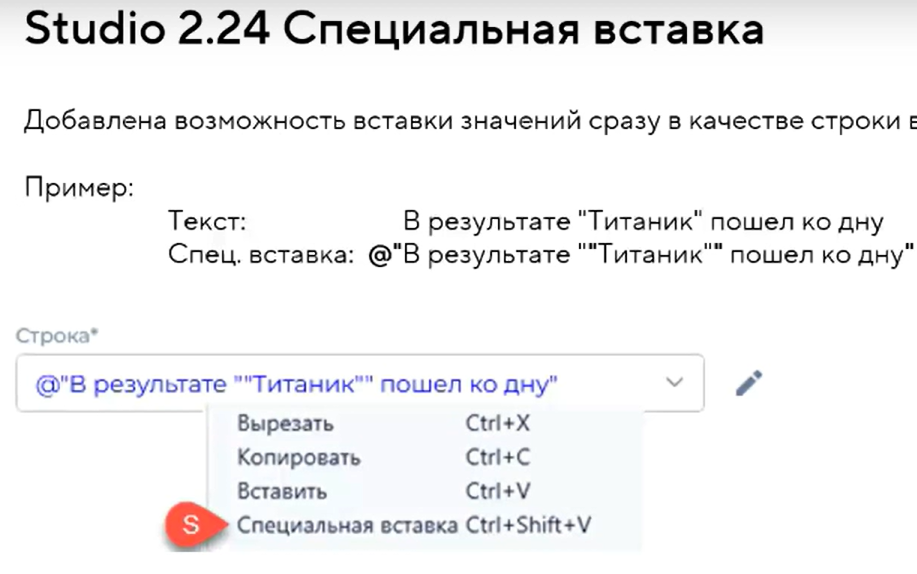 Studio 2.24 Специальная вставка
Добавлена возможность вставки значений сразу в качестве строки в
Пример:
Текст: В результате "Титаник" пошел ко дну
Спец. вставка: @"В результате ""Титаник"" пошел ко дну"
Строка*
@"В результате ""Титаник"" пошел ко дну"
Вырезать Ctrl+X
Копировать Ctrl+C
Вставить Ctrl+V
S Специальная вставка Ctrl+Shift+V